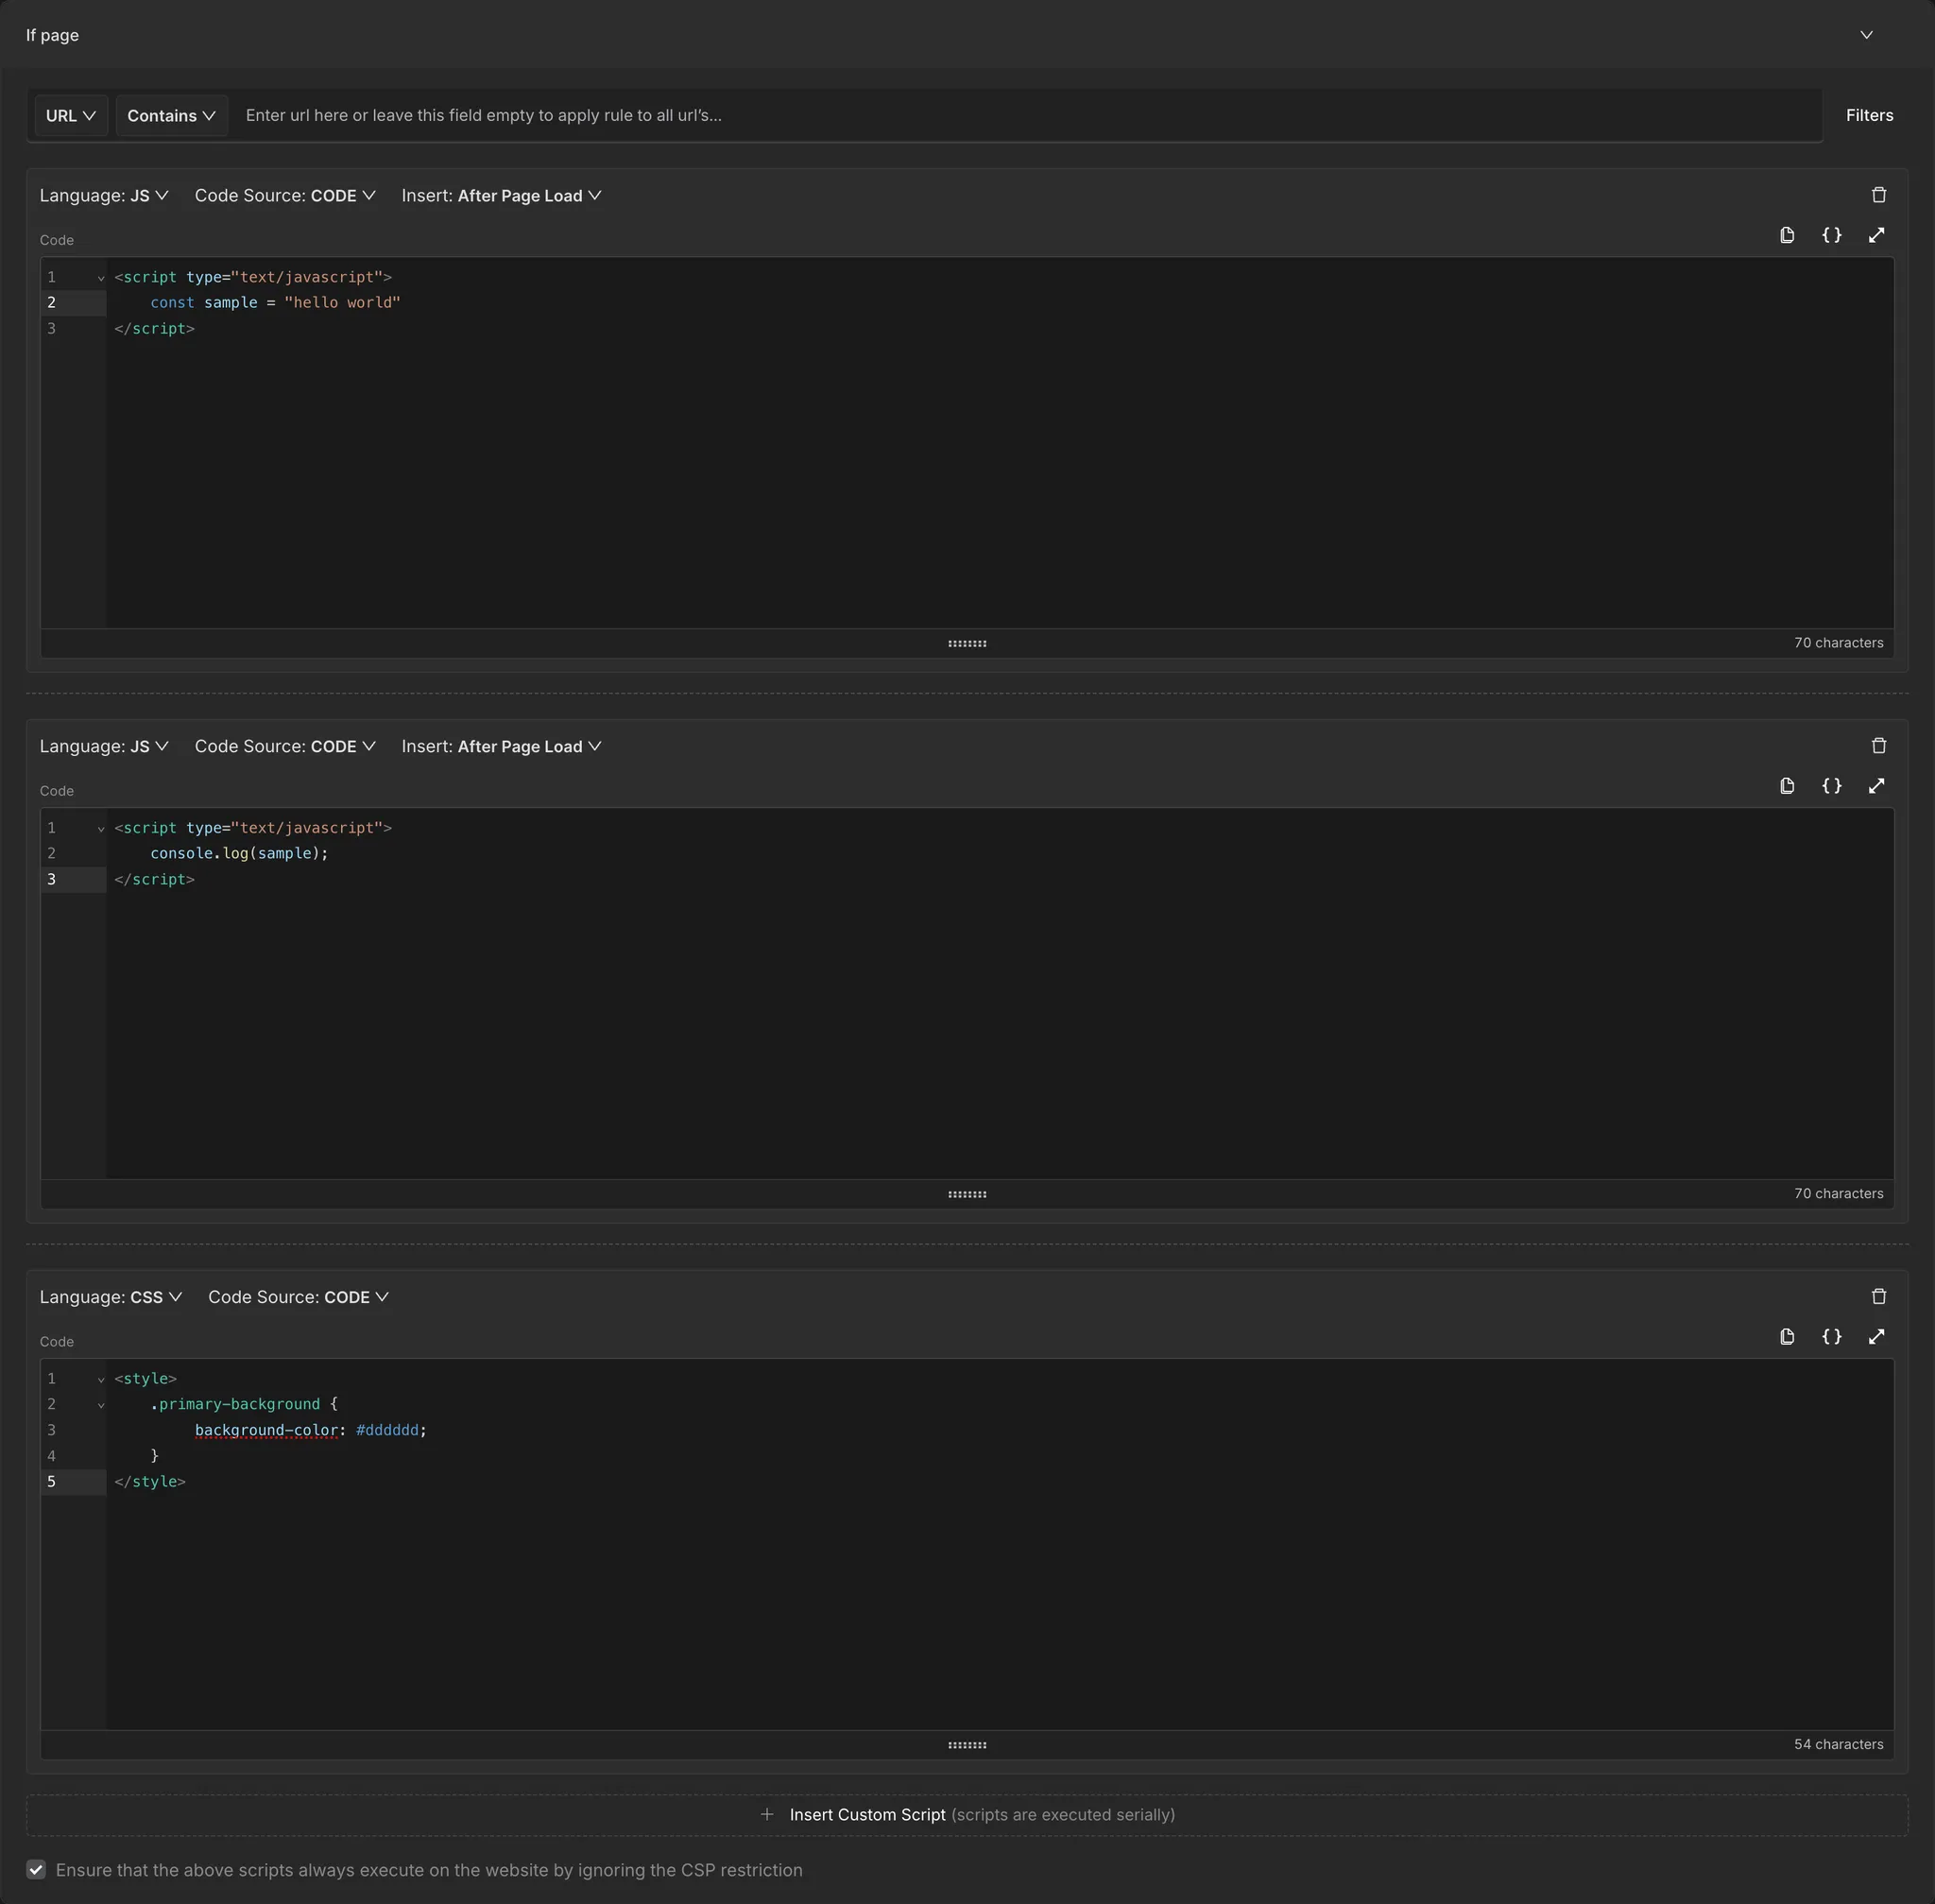 If page
URL Contains Enter url here or leave this field empty to apply rule to all url's... Filters
Language: JS Code Source: CODE Insert: After Page Load
Code
1 <script type="text/javascript">
2 const sample = "hello world"
3 </script>
70 characters
Language: JS Code Source: CODE Insert: After Page Load
Code
1 <script type="text/javascript">
2 console.log(sample);
3 </script>
70 characters
Language: CSS Code Source: CODE
Code
1 <style>
2 .primary-background {
3 background-color: #dddddd;
4 }
5 </style>
54 characters
+ Insert Custom Script (scripts are executed serially)
Ensure that the above scripts always execute on the website by ignoring the CSP restriction